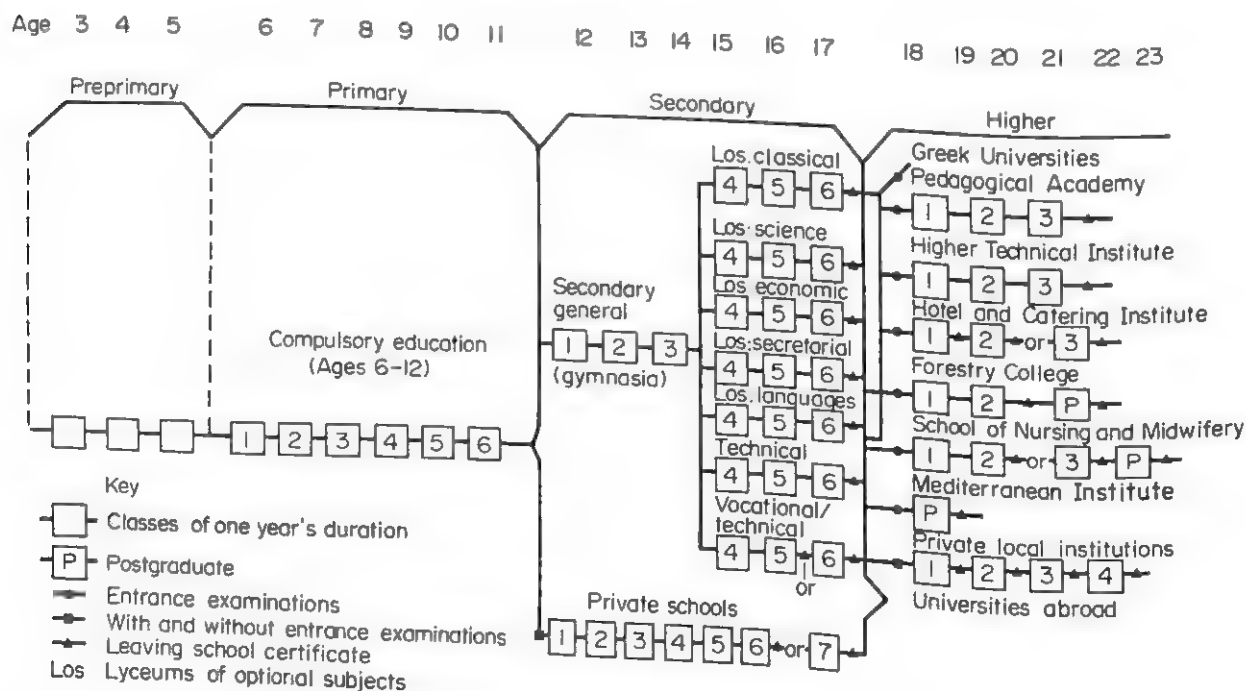 Age 3 4 5 6 7 8 9 10 11 12 13 14 15 16 17 18 19 20 21 22 23
Preprimary Primary Secondary Higher
Los. classical
4 5 6
Los. science
4 5 6
Los economic
4 5 6
Los:secretarial
4 5 6
Los. languages
4 5 6
Technical
4 5 6
Vocational/
technical
4 5 6
or
Secondary
general
1 2 3
(gymnasia)
Compulsory education
(Ages 6-12)
1 2 3 4 5 6
Private schools
1 2 3 4 5 6 or 7
Greek Universities
Pedagogical Academy
1 2 3
Higher Technical Institute
1 2 3
Hotel and Catering Institute
1 2 or 3
Forestry College
1 2 P
School of Nursing and Midwifery
1 2 or 3 P
Mediterranean Institute
P
Private local institutions
1 2 3 4
Universities abroad
Key
Classes of one year's duration
P Postgraduate
Entrance examinations
With and without entrance examinations
Leaving school certificate
Los Lyceums of optional subjects